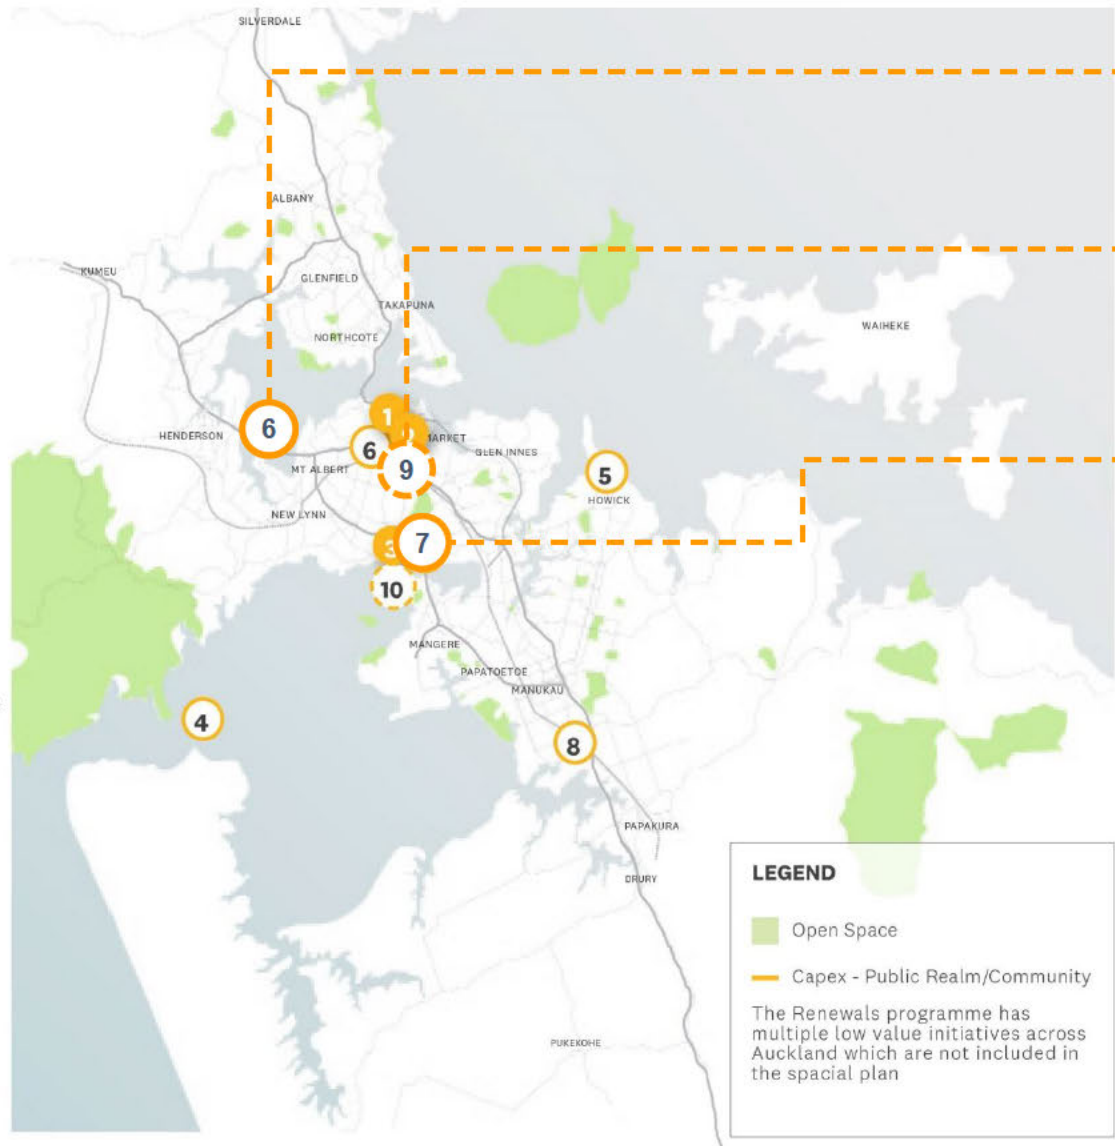 SILVERDALE
ALBANY
KUMEU
GLENFIELD
TAKAPUNA
WAIHEKE
NORTHCOTE
1
6
HENDERSON
MARKET
6
GLEN INNES
MT ALBERT
9
5
HOWICK
NEW LYNN
3
7
10
MANGERE
PAPATOETOE
MANUKAU
4
8
PAPAKURA
DRURY
LEGEND
Open Space
Capex - Public Realm/Community
The Renewals programme has
multiple low value initiatives across
Auckland which are not included in
the spacial plan
PUKEKOHE